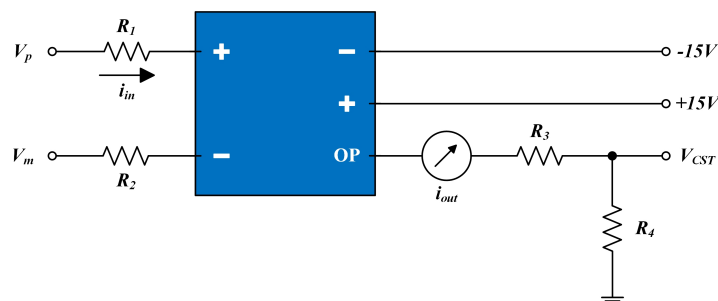 R1
Vp
+
-
-15V
iin
+
+15V
R3
Vm
-
OP
VCST
R2
iout
R4